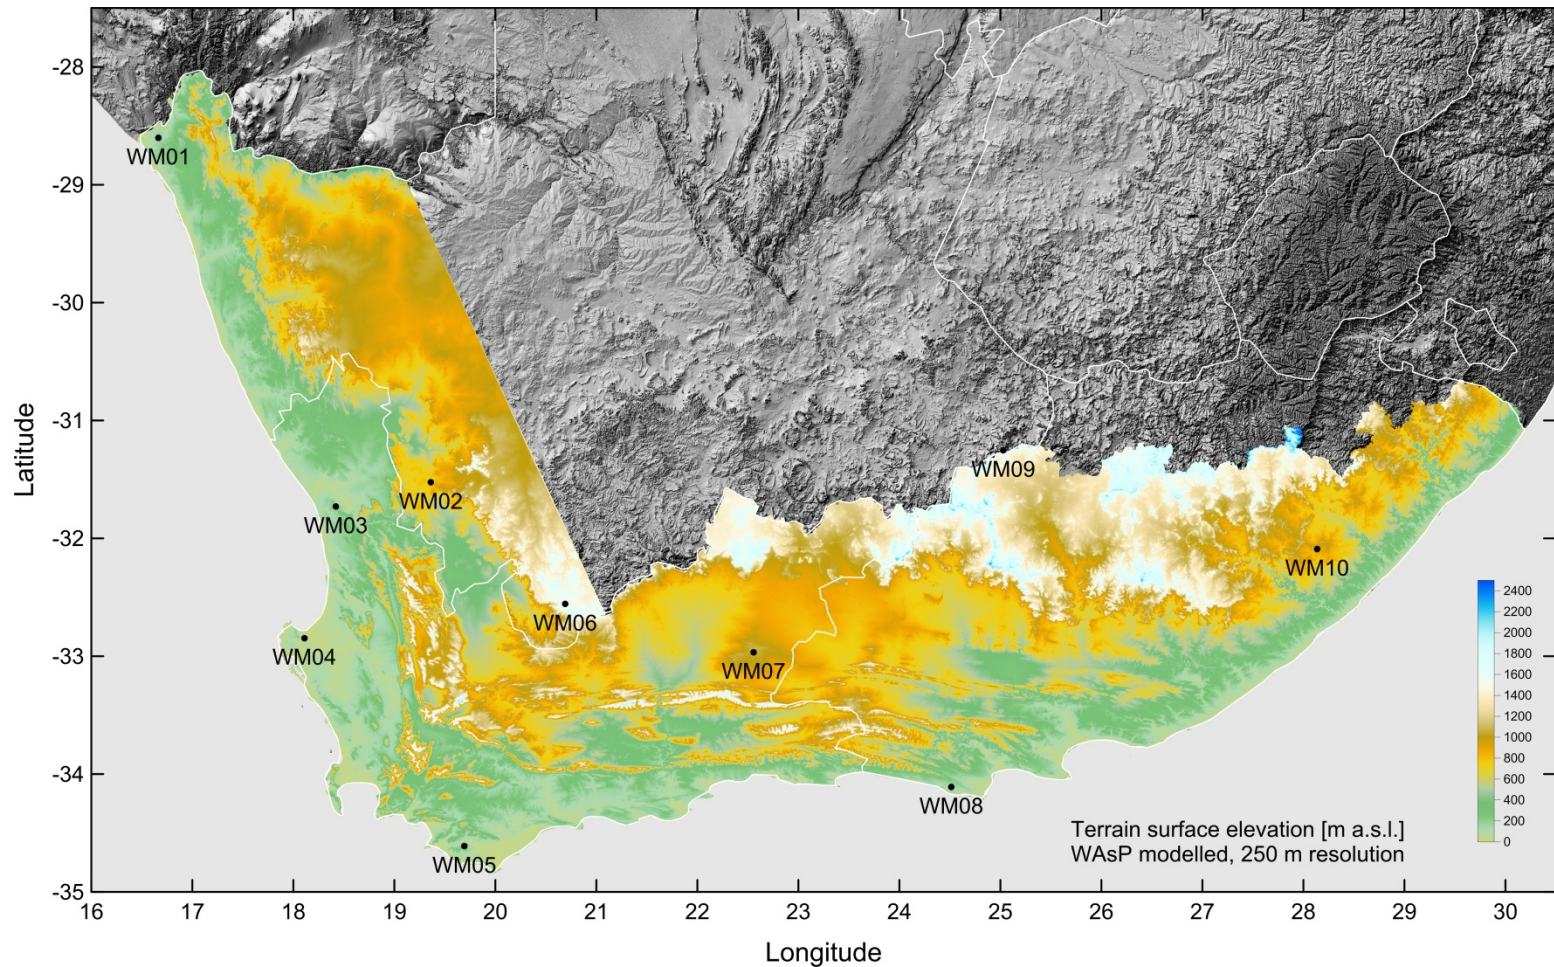 -28
-29
-30
-31
-32
-33
-34
-35
Latitude
WM01
WM02
WM03
WM04
WM05
WM06
WM07
WM08
WM09
WM10
2400
2200
2000
1800
1600
1400
1200
1000
800
600
400
200
0
Terrain surface elevation [m a.s.l.]
WAsP modelled, 250 m resolution
16 17 18 19 20 21 22 23 24 25 26 27 28 29 30
Longitude